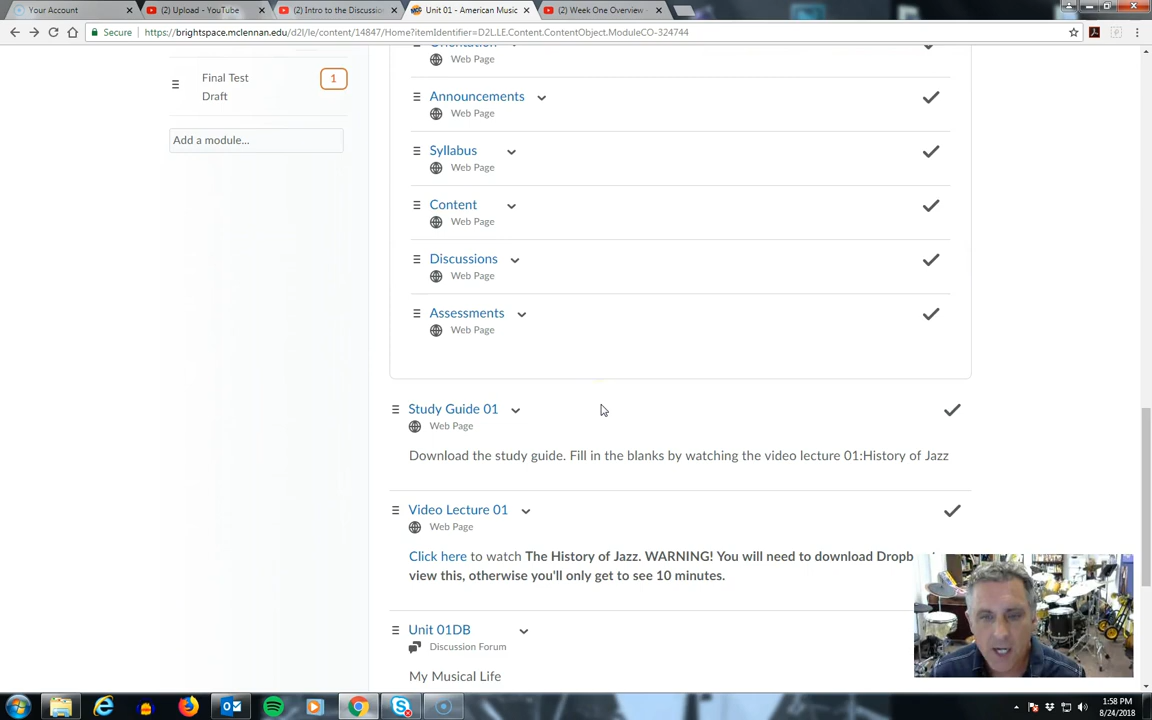 Your Account
(2) Upload - YouTube
(2) Intro to the Discussio
Unit 01 - American Music
(2) Week One Overview -
Secure
https://brightspace.mclennan.edu/d2l/le/content/14847/Home?itemIdentifier=D2L.LE.Content.ContentObject.ModuleCO-324744
Final Test
Draft
1
Add a module...
Orientation
Web Page
Announcements
Web Page
Syllabus
Web Page
Content
Web Page
Discussions
Web Page
Assessments
Web Page
Study Guide 01
Web Page
Download the study guide. Fill in the blanks by watching the video lecture 01:History of Jazz
Video Lecture 01
Web Page
Click here to watch The History of Jazz. WARNING! You will need to download Dropb
view this, otherwise you'll only get to see 10 minutes.
Unit 01DB
Discussion Forum
My Musical Life
1:58 PM
8/24/2018